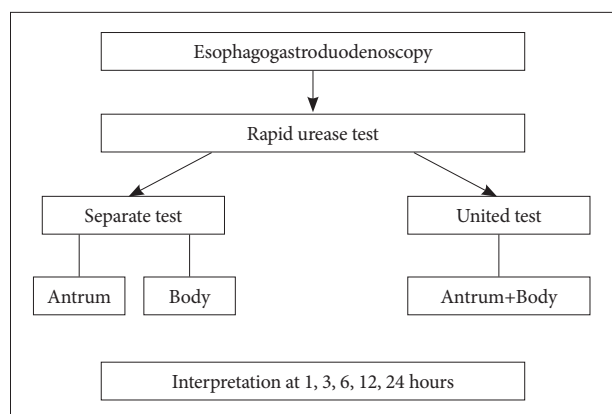 Esophagogastroduodenoscopy
Rapid urease test
Separate test
United test
Antrum
Body
Antrum+Body
Interpretation at 1, 3, 6, 12, 24 hours